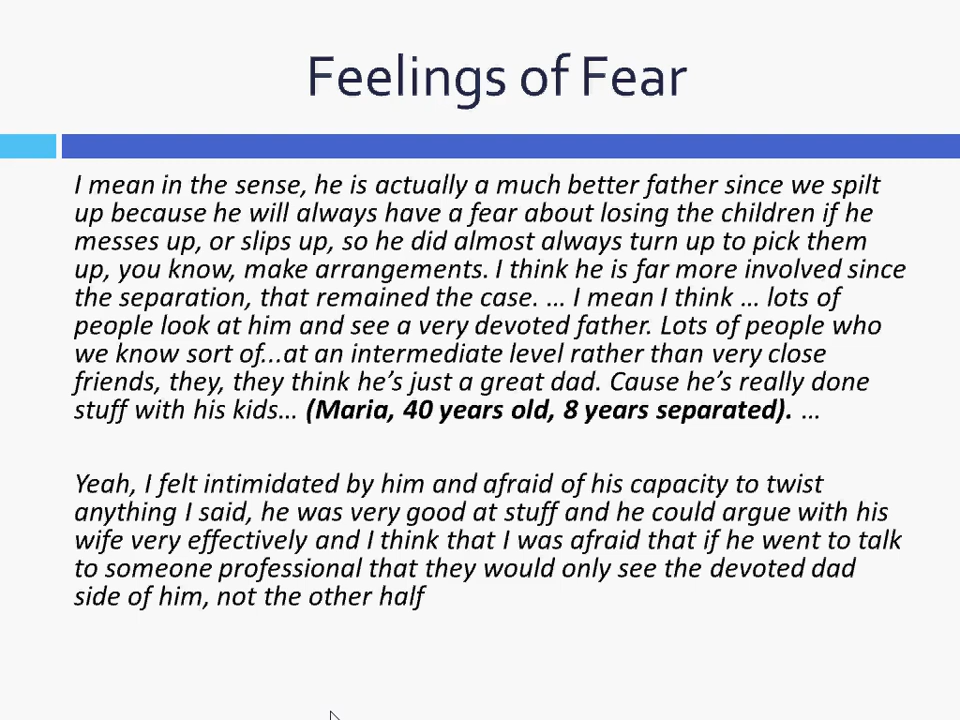 Feelings of Fear
I mean in the sense, he is actually a much better father since we spilt
up because he will always have a fear about losing the children if he
messes up, or slips up, so he did almost always turn up to pick them
up, you know, make arrangements. I think he is far more involved since
the separation, that remained the case. … I mean I think … lots of
people look at him and see a very devoted father. Lots of people who
we know sort of...at an intermediate level rather than very close
friends, they, they think he’s just a great dad. Cause he’s really done
stuff with his kids… (Maria, 40 years old, 8 years separated). …
Yeah, I felt intimidated by him and afraid of his capacity to twist
anything I said, he was very good at stuff and he could argue with his
wife very effectively and I think that I was afraid that if he went to talk
to someone professional that they would only see the devoted dad
side of him, not the other half